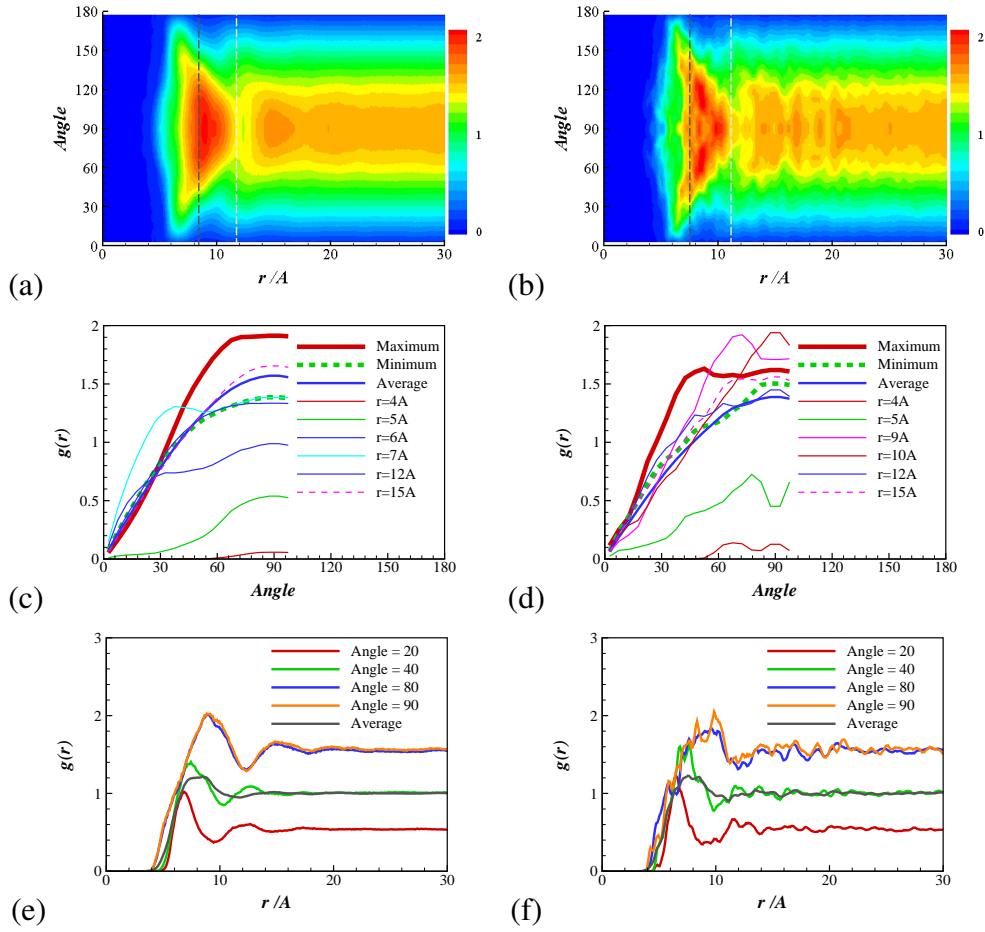 180
150
120
90
60
30
0
Angle
0
10
20
30
r /A
2
1
0
(a)
180
150
120
90
60
30
0
Angle
0
10
20
30
r /A
2
1
0
(b)
2
1.5
1
0.5
0
g(r)
0
30
60
90
120
150
180
Angle
Maximum
Minimum
Average
r=4A
r=5A
r=6A
r=7A
r=12A
r=15A
(c)
2
1.5
1
0.5
0
g(r)
0
30
60
90
120
150
180
Angle
Maximum
Minimum
Average
r=4A
r=5A
r=9A
r=10A
r=12A
r=15A
(d)
3
2
1
0
g(r)
0
10
20
30
r /A
Angle = 20
Angle = 40
Angle = 80
Angle = 90
Average
(e)
3
2
1
0
g(r)
0
10
20
30
r /A
Angle = 20
Angle = 40
Angle = 80
Angle = 90
Average
(f)